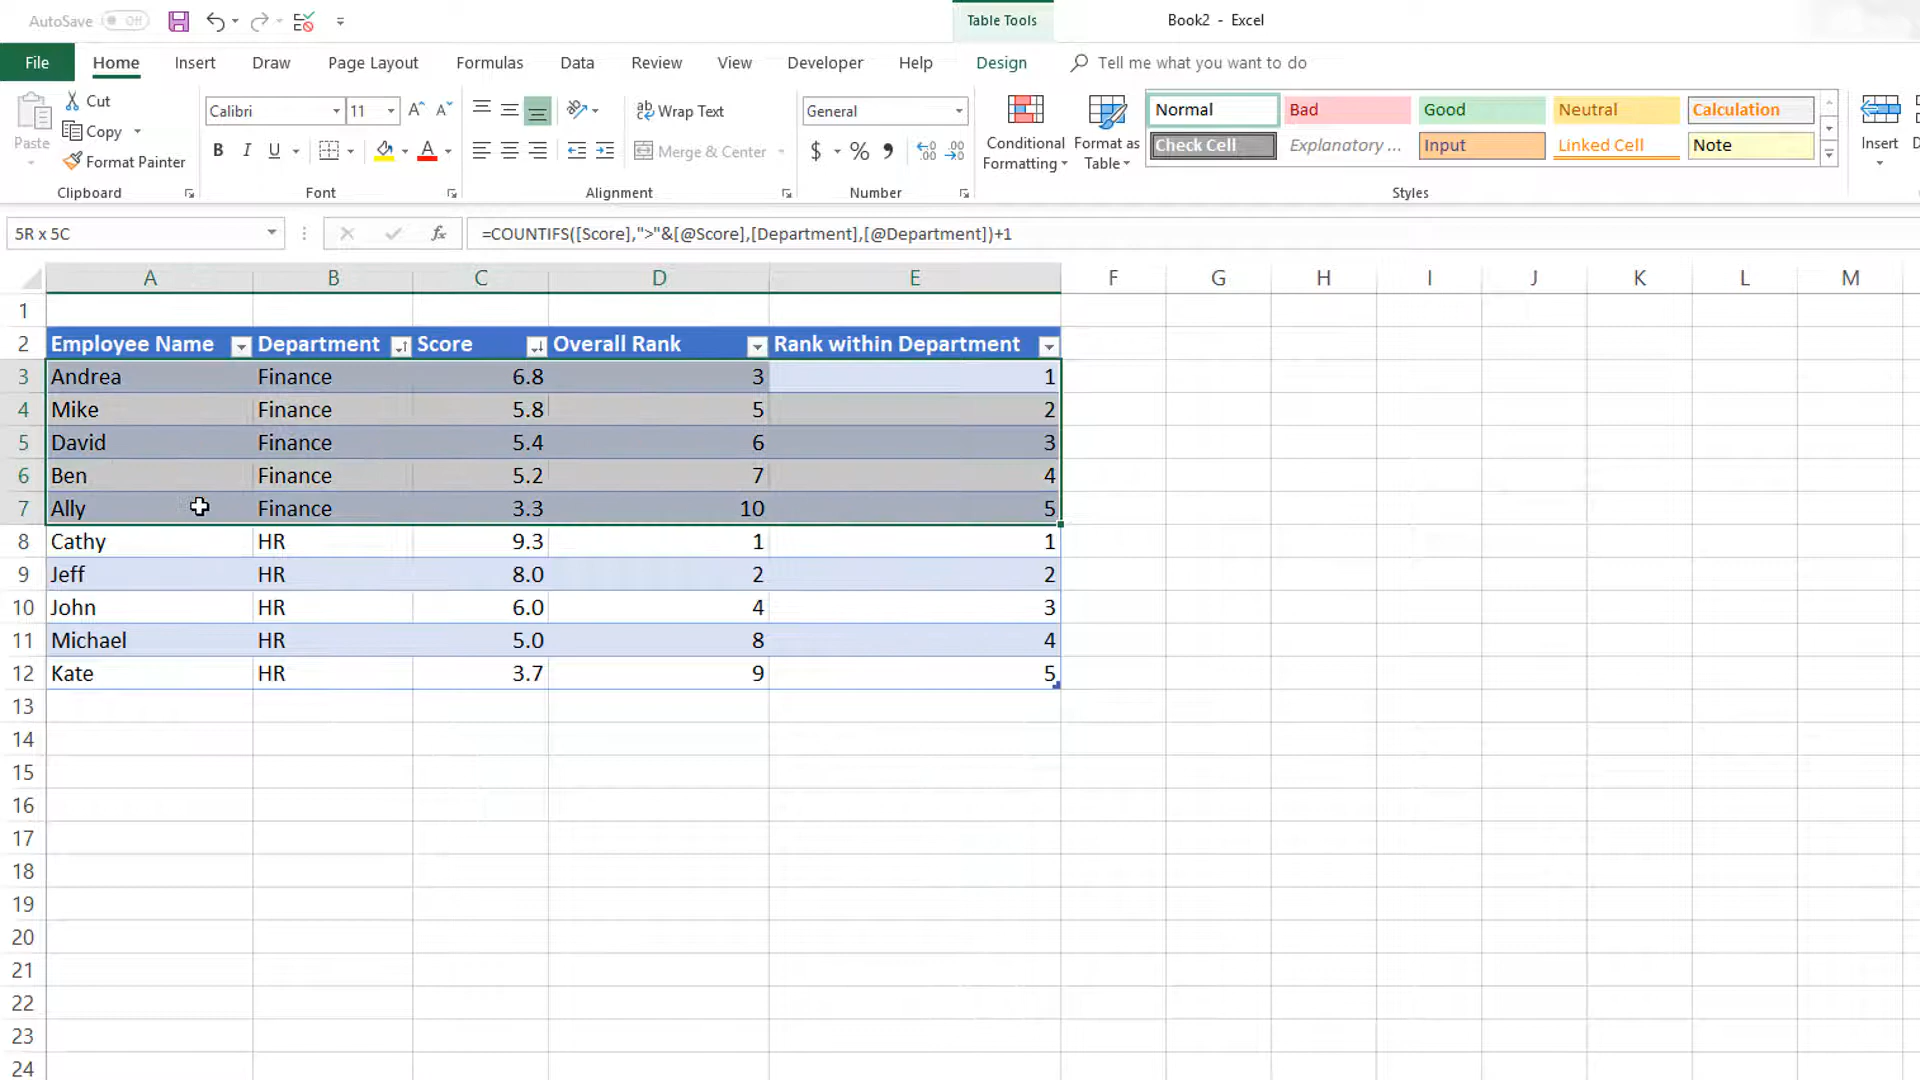 AutoSave Off Table Tools Book2 - Excel
File Home Insert Draw Page Layout Formulas Data Review View Developer Help Design Tell me what you want to do
Paste Cut Copy Format Painter Clipboard
Calibri 11 A A B I U A Font
ab Wrap Text Merge & Center Alignment
General $ % , .00 .0 Number
Conditional Formatting Format as Table
Normal Bad Good Neutral Calculation
Check Cell Explanatory ... Input Linked Cell Note
Styles
Insert
5R x 5C fx =COUNTIFS([Score],">"&[@Score],[Department],[@Department])+1
A B C D E F G H I J K L M
1
2 Employee Name Department Score Overall Rank Rank within Department
3 Andrea Finance 6.8 3 1
4 Mike Finance 5.8 5 2
5 David Finance 5.4 6 3
6 Ben Finance 5.2 7 4
7 Ally Finance 3.3 10 5
8 Cathy HR 9.3 1 1
9 Jeff HR 8.0 2 2
10 John HR 6.0 4 3
11 Michael HR 5.0 8 4
12 Kate HR 3.7 9 5
13
14
15
16
17
18
19
20
21
22
23
24